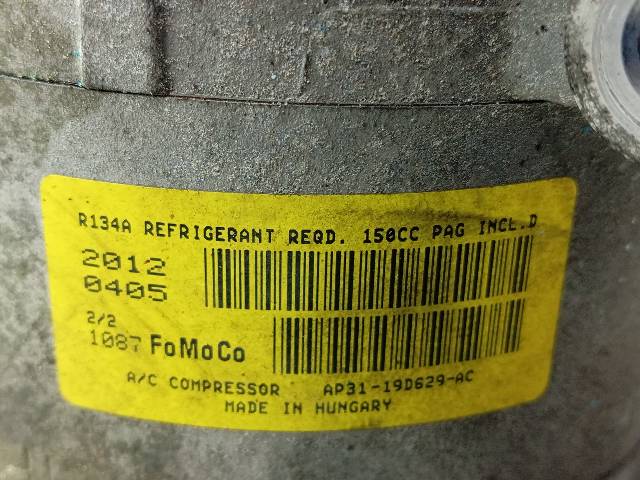 R134A REFRIGERANT REQD. 150CC PAG INCL.D
2012
0405
2/2
1087 FoMoCo
A/C COMPRESSOR AP31-19D629-AC
MADE IN HUNGARY